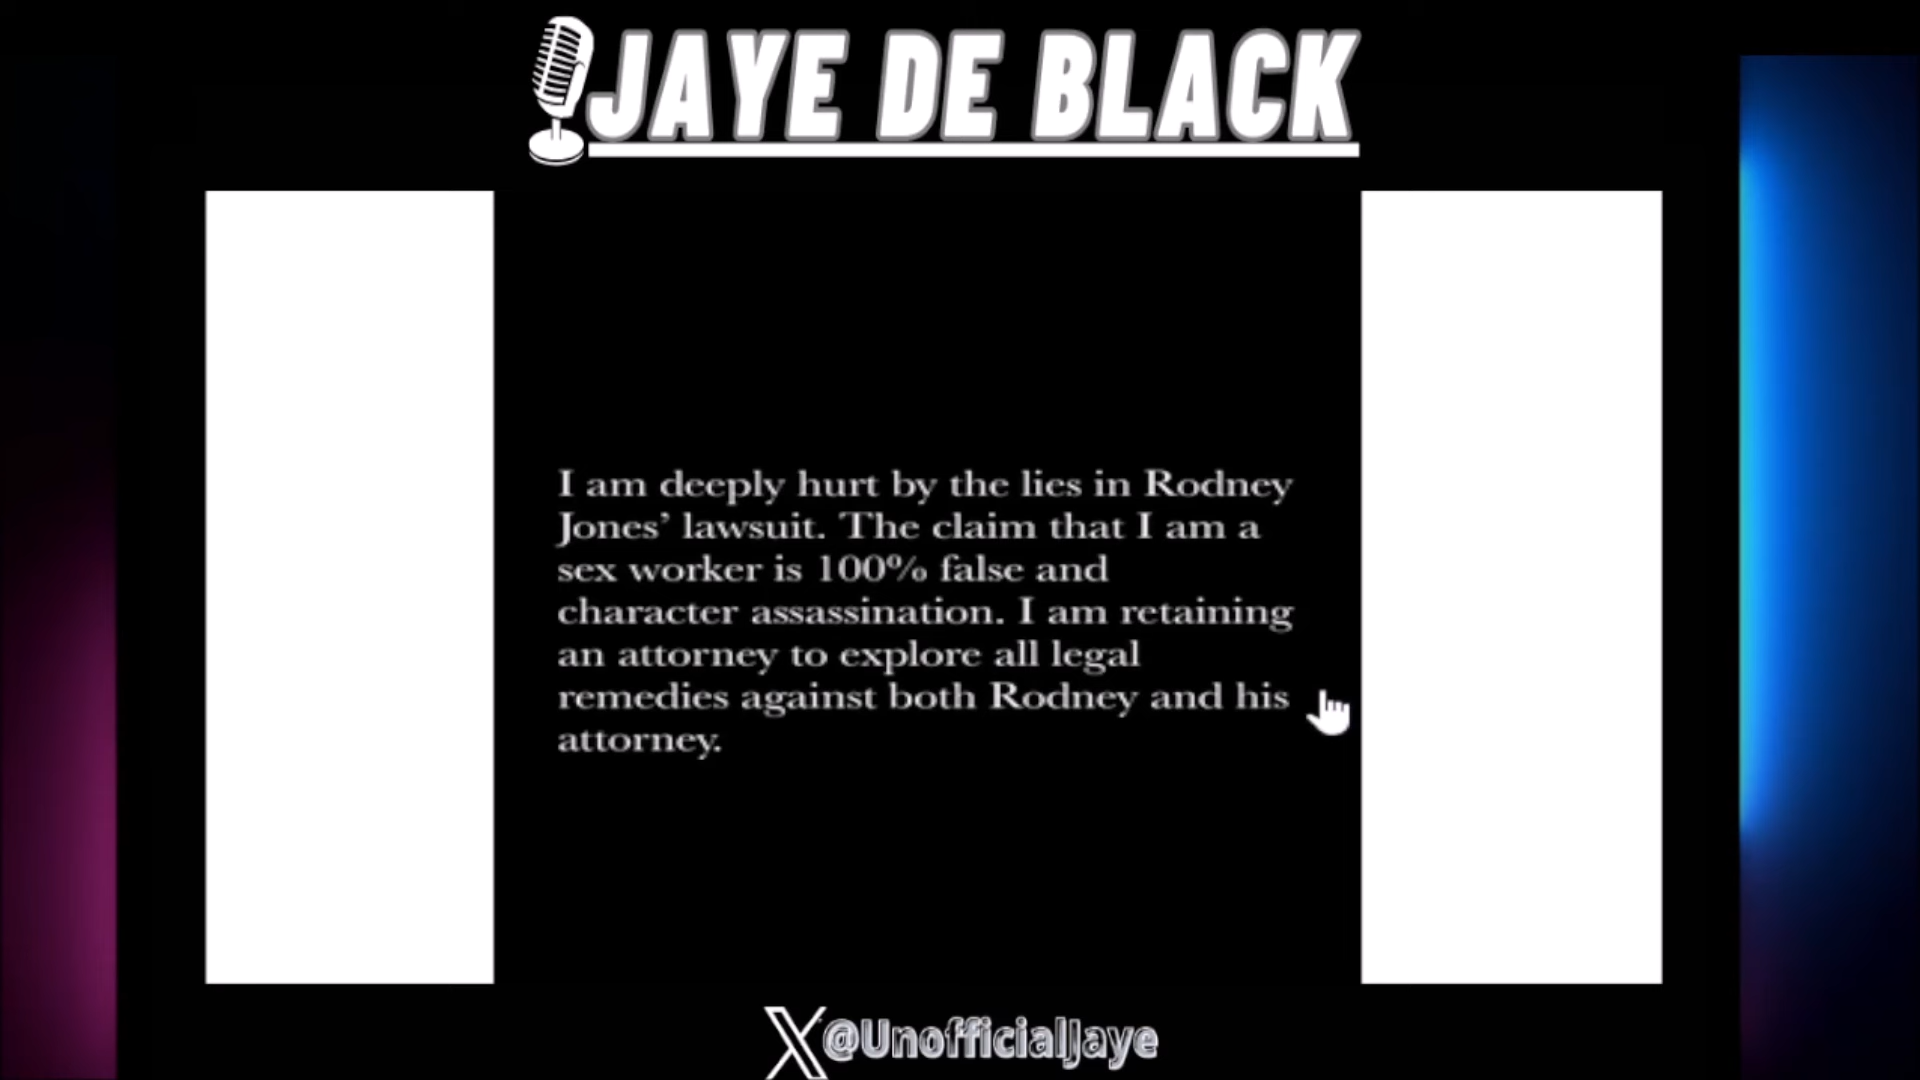 JAYE DE BLACK
I am deeply hurt by the lies in Rodney
Jones’ lawsuit. The claim that I am a
sex worker is 100% false and
character assassination. I am retaining
an attorney to explore all legal
remedies against both Rodney and his
attorney.
X@UnofficialJaye